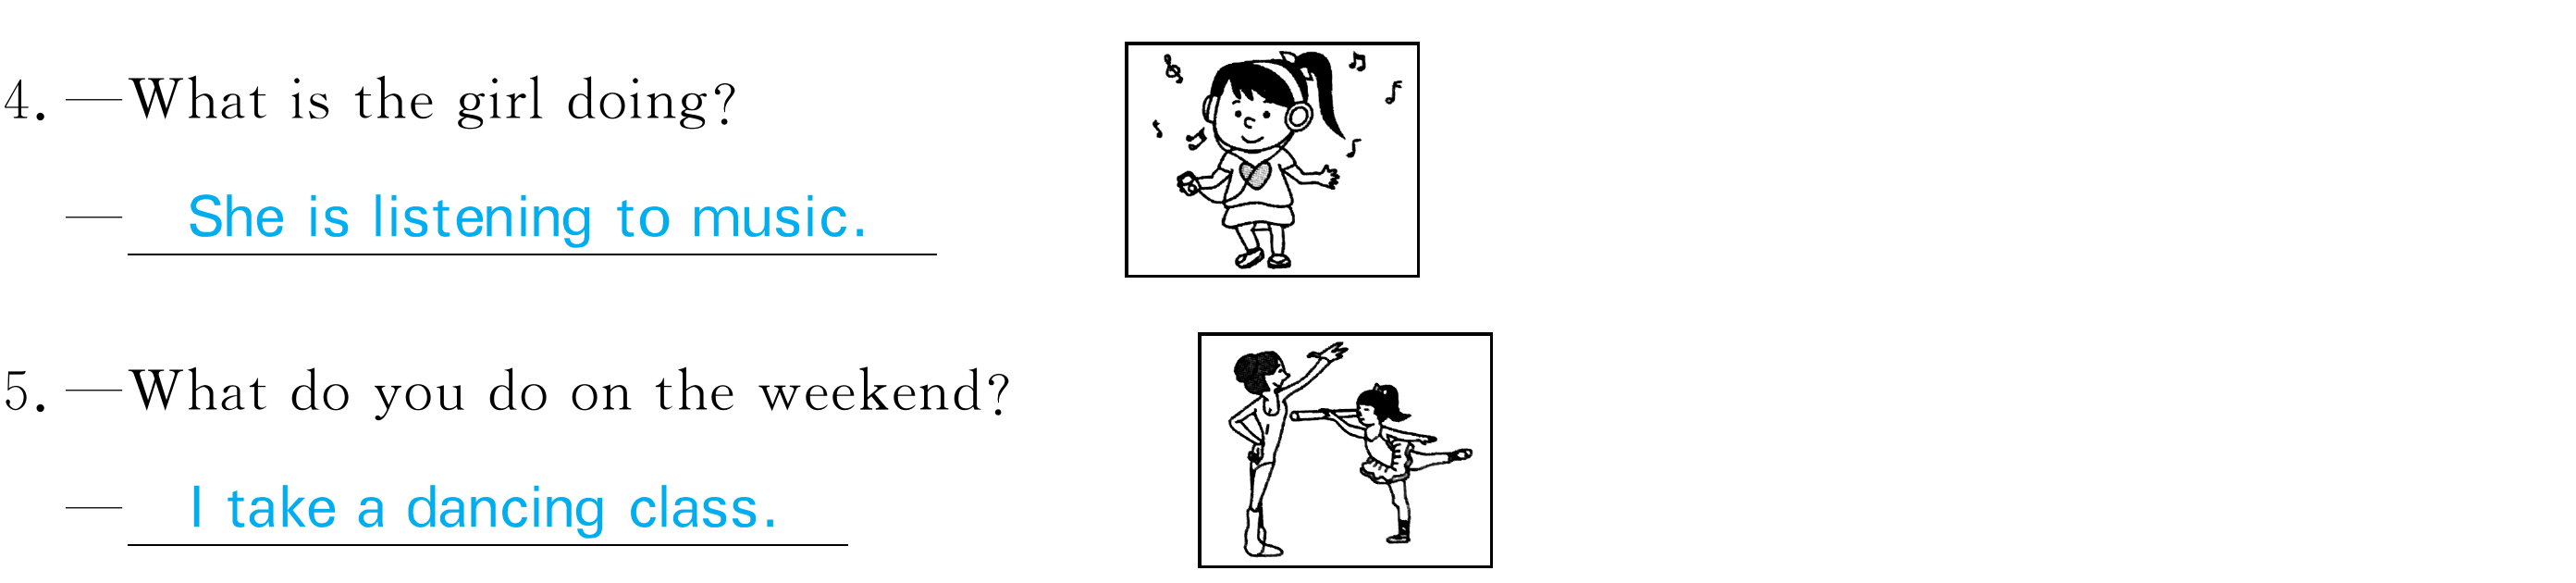 4. —What is the girl doing?
— She is listening to music.
5. —What do you do on the weekend?
— I take a dancing class.